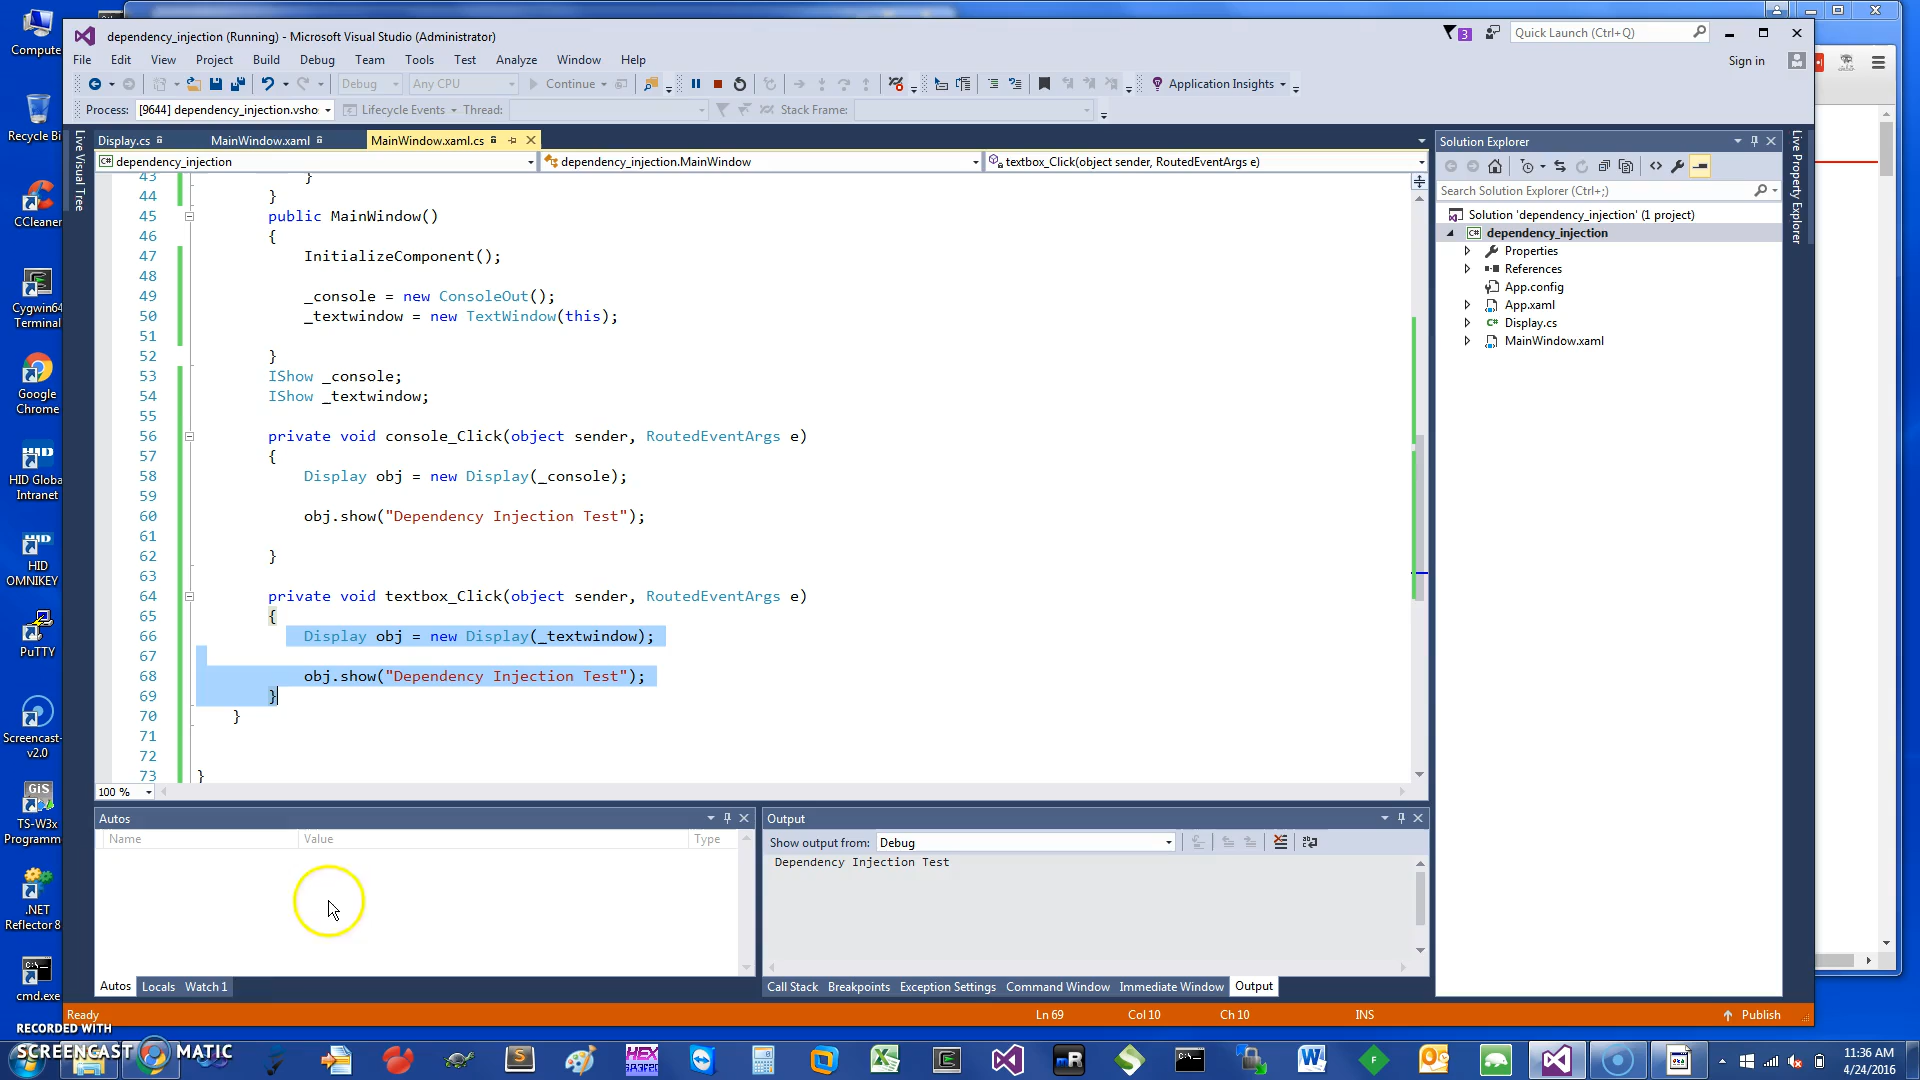 dependency_injection (Running) - Microsoft Visual Studio (Administrator)
3
Quick Launch (Ctrl+Q)
File Edit View Project Build Debug Team Tools Test Analyze Window Help
Sign in
Debug Any CPU Continue Application Insights
Process: [9644] dependency_injection.vsho Lifecycle Events Thread: Stack Frame:
Display.cs MainWindow.xaml MainWindow.xaml.cs
dependency_injection dependency_injection.MainWindow textbox_Click(object sender, RoutedEventArgs e)
Live Visual Tree
43 }
44 }
45 public MainWindow()
46 {
47 InitializeComponent();
48
49 _console = new ConsoleOut();
50 _textwindow = new TextWindow(this);
51
52 }
53 IShow _console;
54 IShow _textwindow;
55
56 private void console_Click(object sender, RoutedEventArgs e)
57 {
58 Display obj = new Display(_console);
59
60 obj.show("Dependency Injection Test");
61
62 }
63
64 private void textbox_Click(object sender, RoutedEventArgs e)
65 {
66 Display obj = new Display(_textwindow);
67
68 obj.show("Dependency Injection Test");
69 }
70 }
71
72
73 }
100 %
Solution Explorer
Search Solution Explorer (Ctrl+;)
Solution 'dependency_injection' (1 project)
C# dependency_injection
Properties
References
App.config
App.xaml
C# Display.cs
MainWindow.xaml
Live Property Explorer
Autos
Name Value Type
Autos Locals Watch 1
Output
Show output from: Debug
Dependency Injection Test
Call Stack Breakpoints Exception Settings Command Window Immediate Window Output
Ready Ln 69 Col 10 Ch 10 INS Publish
Compute
Recycle Bi
CCleaner
Cygwin64
Terminal
Google
Chrome
HID Globa
Intranet
HID
OMNIKEY
PuTTY
Screencast-
v2.0
GiS
TS-W3x
Programm
.NET
Reflector 8
cmd.exe
RECORDED WITH
SCREENCAST MATIC
HEX
mR
11:36 AM
4/24/2016